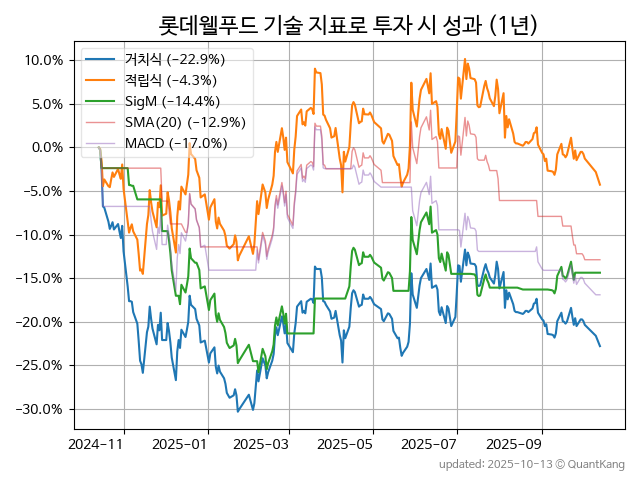 롯데웰푸드 기술 지표로 투자 시 성과 (1년)
거치식 (−22.9%)
적립식 (−4.3%)
SigM (−14.4%)
SMA(20) (−12.9%)
MACD (−17.0%)
10.0%
5.0%
0.0%
−5.0%
−10.0%
−15.0%
−20.0%
−25.0%
−30.0%
2024−11 2025−01 2025−03 2025−05 2025−07 2025−09
updated: 2025-10-13 © QuantKang